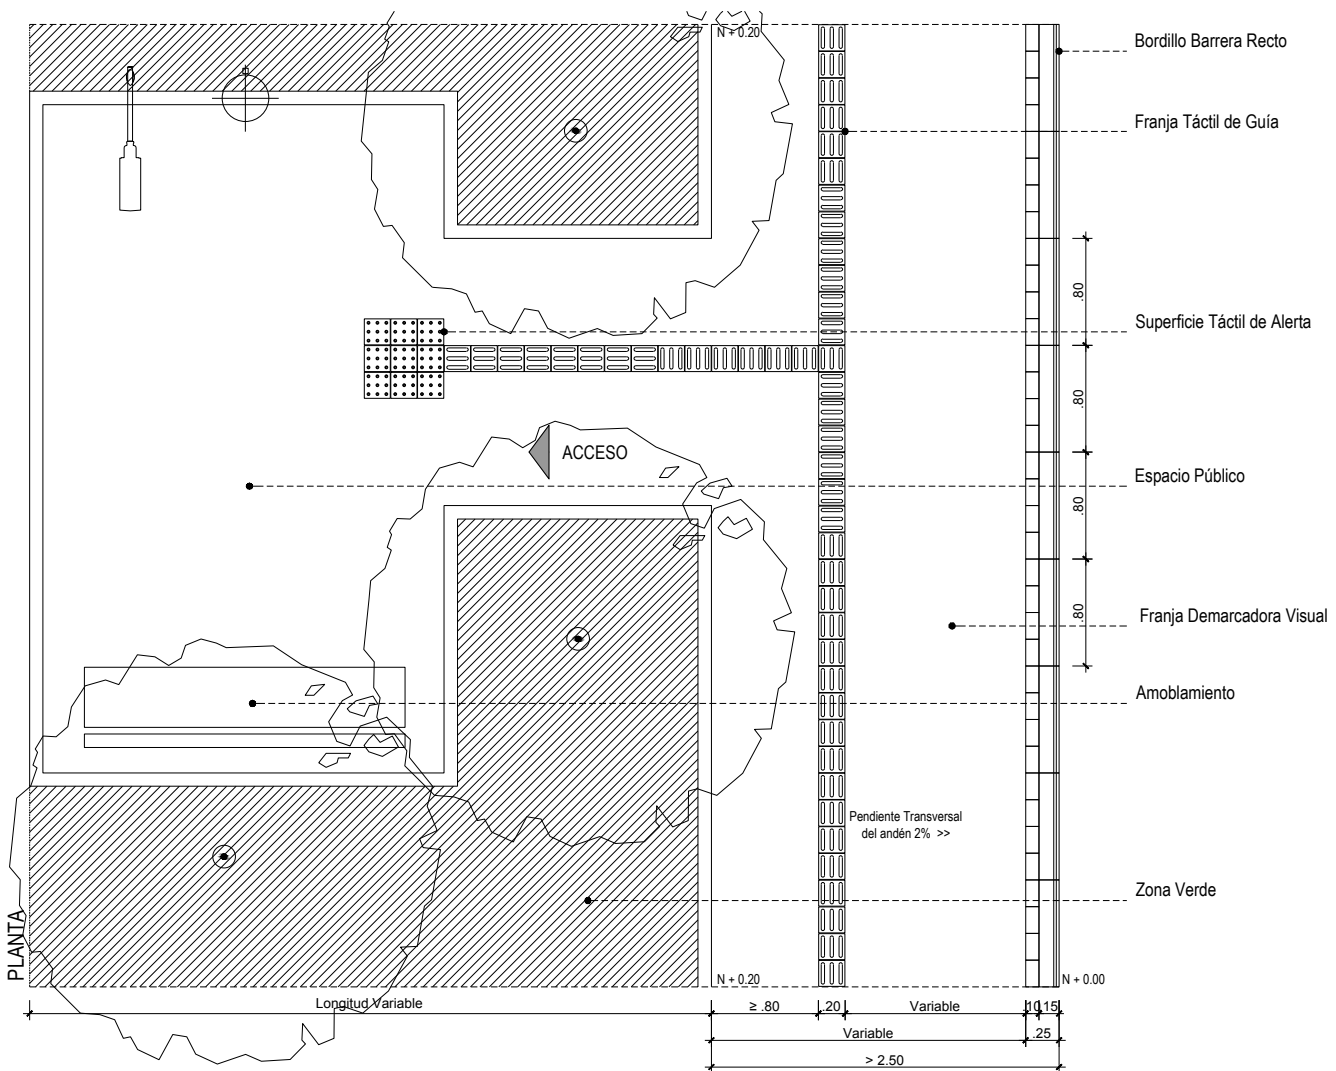 N + 0.20
Bordillo Barrera Recto
Franja Táctil de Guía
.80
Superficie Táctil de Alerta
.80
ACCESO
Espacio Público
.80
.80
Franja Demarcadora Visual
Amoblamiento
Pendiente Transversal
del andén 2% >>
Zona Verde
PLANTA
N + 0.20
N + 0.00
Longitud Variable
≥ .80
.20
Variable
.10
.15
Variable
.25
> 2.50